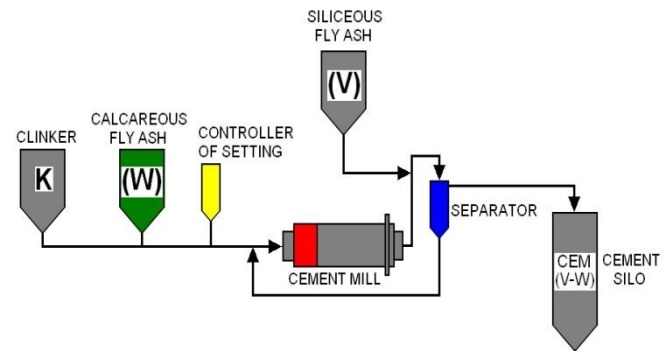 SILICEOUS
FLY ASH
(V)
CALCAREOUS
FLY ASH
CONTROLLER
OF SETTING
CLINKER
K
(W)
SEPARATOR
CEMENT MILL
CEM
(V-W)
CEMENT
SILO